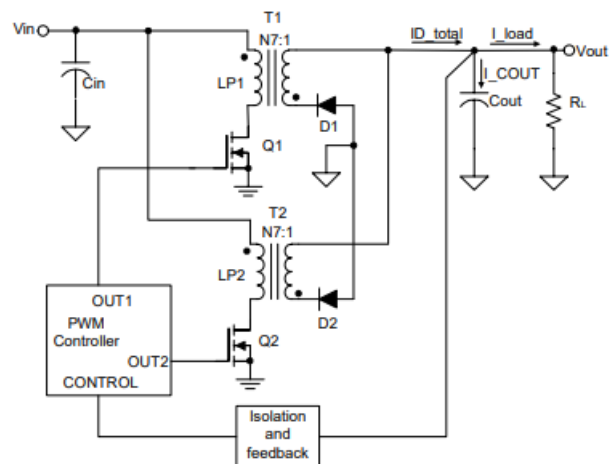 T1
Vin
N7:1
ID_total
I_load
Vout
I_COUT
Cin
LP1
D1
Cout
RL
Q1
T2
N7:1
LP2
D2
OUT1
PWM
Controller
OUT2
Q2
CONTROL
Isolation
and
feedback